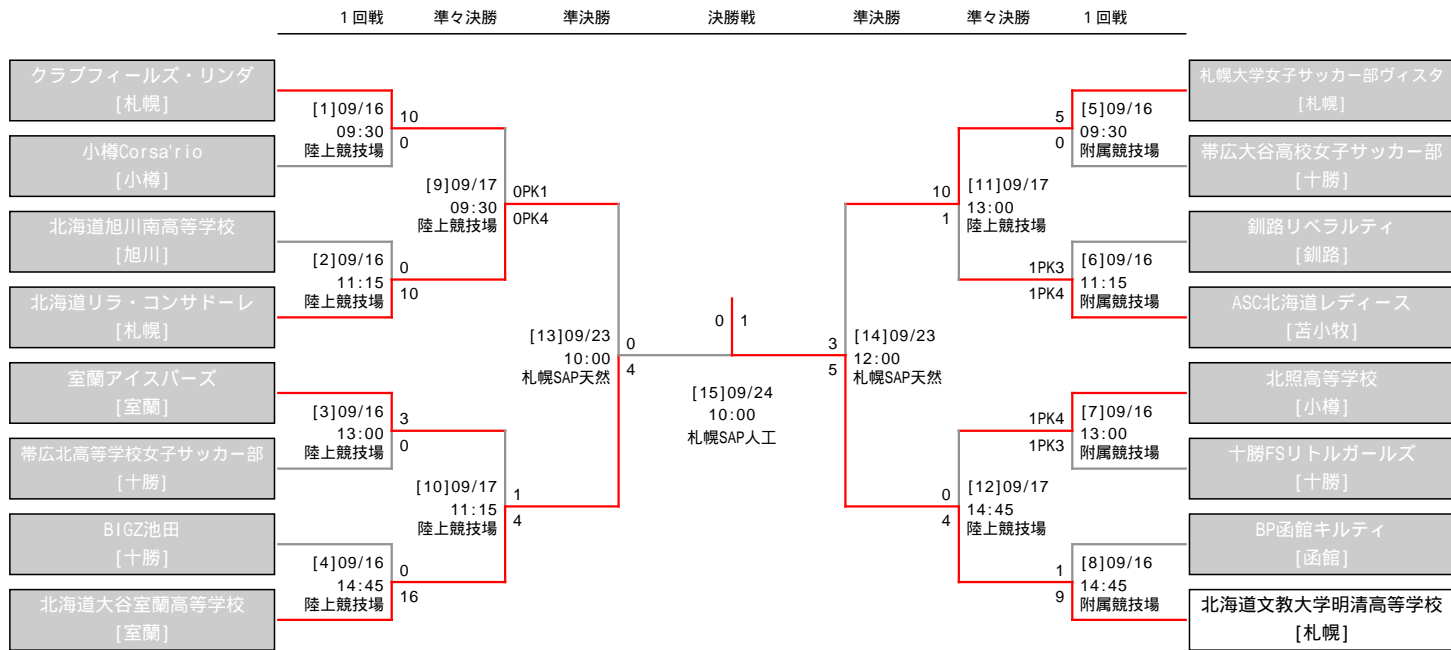 1回戦
準々決勝
準決勝
決勝戦
準決勝
準々決勝
1回戦
クラブフィールズ・リンダ
[札幌]
小樽Corsa'rio
[小樽]
北海道旭川南高等学校
[旭川]
北海道リラ・コンサドーレ
[札幌]
室蘭アイスバーズ
[室蘭]
帯広北高等学校女子サッカー部
[十勝]
BIGZ池田
[十勝]
北海道大谷室蘭高等学校
[室蘭]
[1]09/16
09:30
陸上競技場
10
0
[2]09/16
11:15
陸上競技場
0
10
[3]09/16
13:00
陸上競技場
3
0
[4]09/16
14:45
陸上競技場
0
16
[9]09/17
09:30
陸上競技場
0PK1
0PK4
[10]09/17
11:15
陸上競技場
1
4
[13]09/23
10:00
札幌SAP天然
0
4
0
1
[15]09/24
10:00
札幌SAP人工
3
5
[14]09/23
12:00
札幌SAP天然
10
1
[11]09/17
13:00
陸上競技場
0
4
[12]09/17
14:45
陸上競技場
5
0
[5]09/16
09:30
附属競技場
1PK3
1PK4
[6]09/16
11:15
附属競技場
1PK4
1PK3
[7]09/16
13:00
附属競技場
1
9
[8]09/16
14:45
附属競技場
札幌大学女子サッカー部ヴィスタ
[札幌]
帯広大谷高校女子サッカー部
[十勝]
釧路リベラルティ
[釧路]
ASC北海道レディース
[苫小牧]
北照高等学校
[小樽]
十勝FSリトルガールズ
[十勝]
BP函館キルティ
[函館]
北海道文教大学明清高等学校
[札幌]